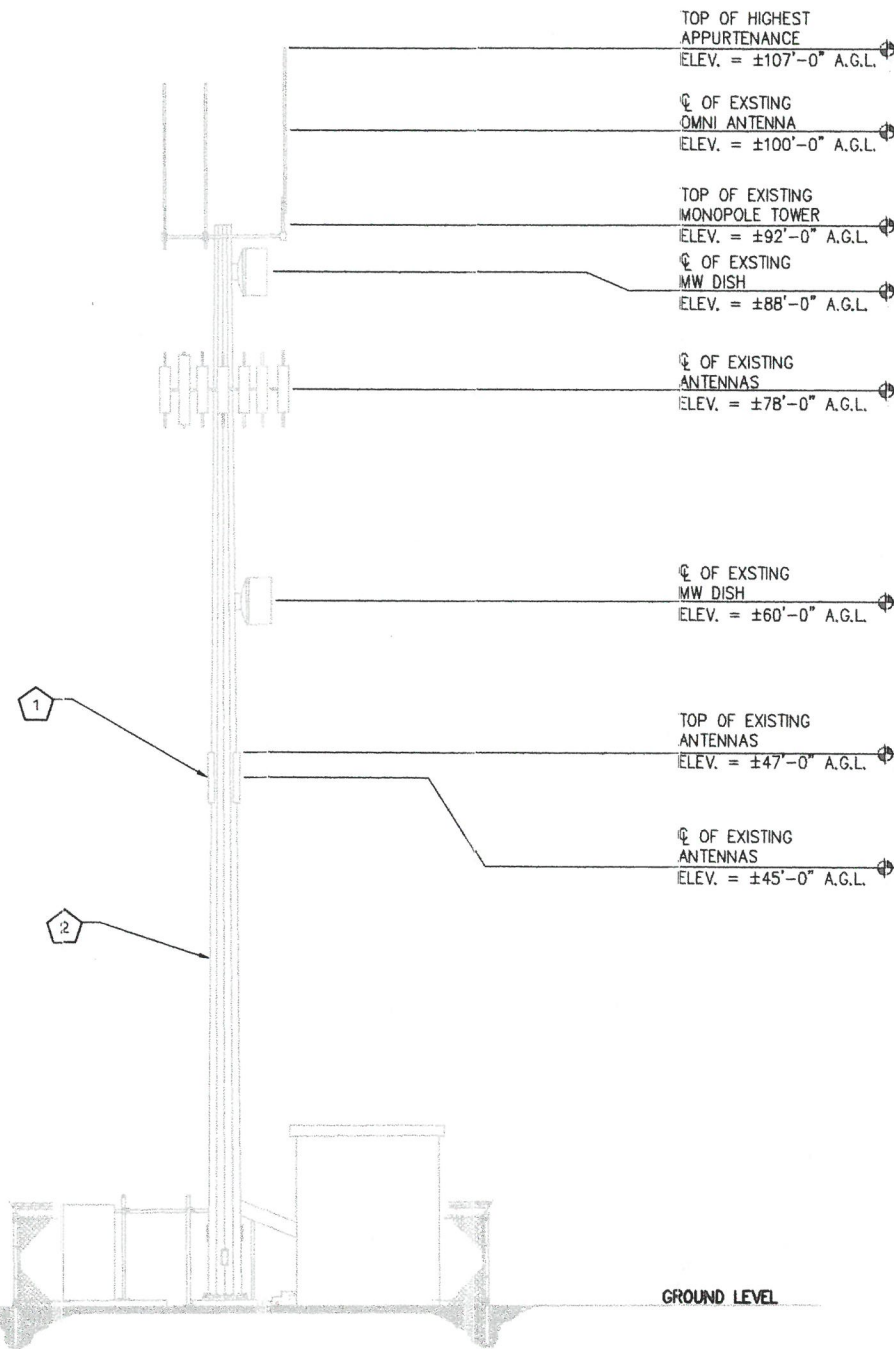 TOP OF HIGHEST
APPURTENANCE
ELEV. = ±107'-0" A.G.L.
℄ OF EXSTING
OMNI ANTENNA
ELEV. = ±100'-0" A.G.L.
TOP OF EXISTING
MONOPOLE TOWER
ELEV. = ±92'-0" A.G.L.
℄ OF EXSTING
MW DISH
ELEV. = ±88'-0" A.G.L.
℄ OF EXISTING
ANTENNAS
ELEV. = ±78'-0" A.G.L.
℄ OF EXSTING
MW DISH
ELEV. = ±60'-0" A.G.L.
1
TOP OF EXISTING
ANTENNAS
ELEV. = ±47'-0" A.G.L.
℄ OF EXISTING
ANTENNAS
ELEV. = ±45'-0" A.G.L.
2
GROUND LEVEL